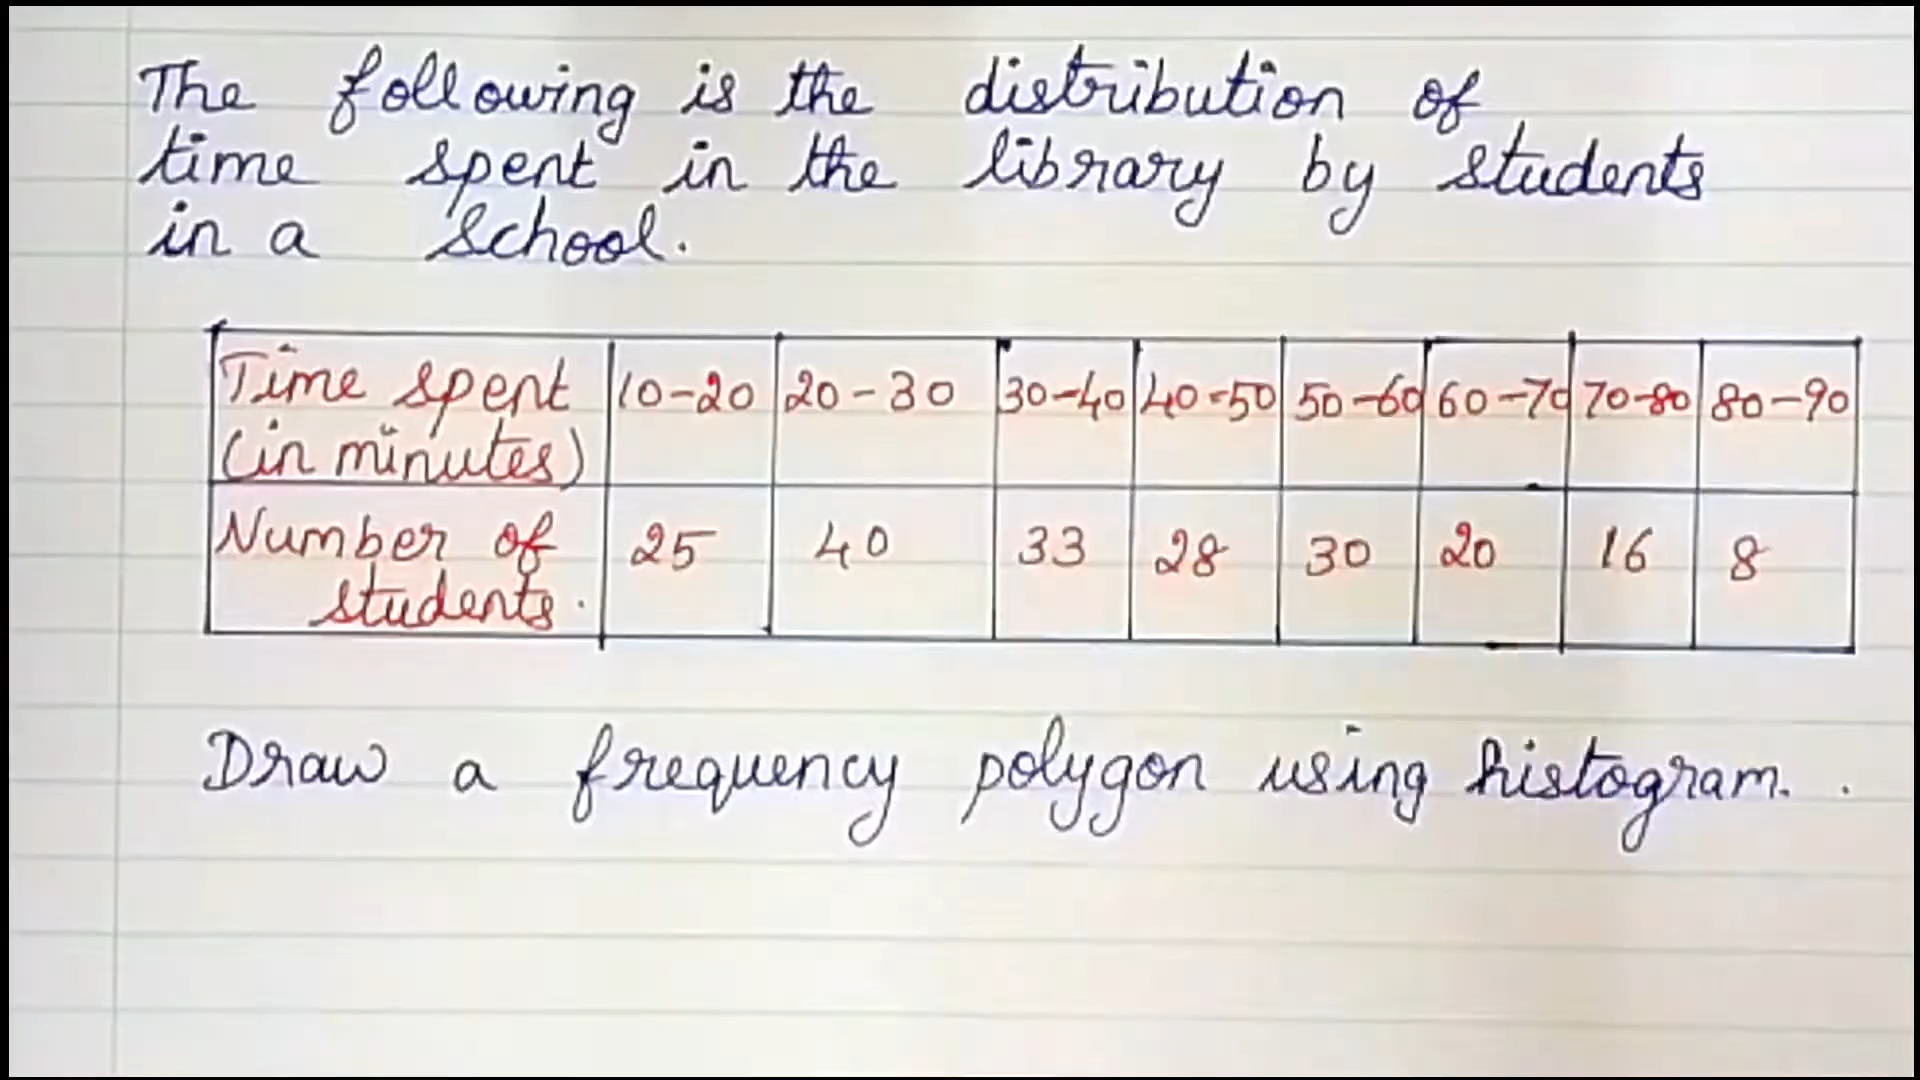 The following is the distribution of
time spent in the library by students
in a school.
Time spent (in minutes) 10-20 20-30 30-40 40-50 50-60 60-70 70-80 80-90
Number of students. 25 40 33 28 30 20 16 8
Draw a frequency polygon using histogram. .